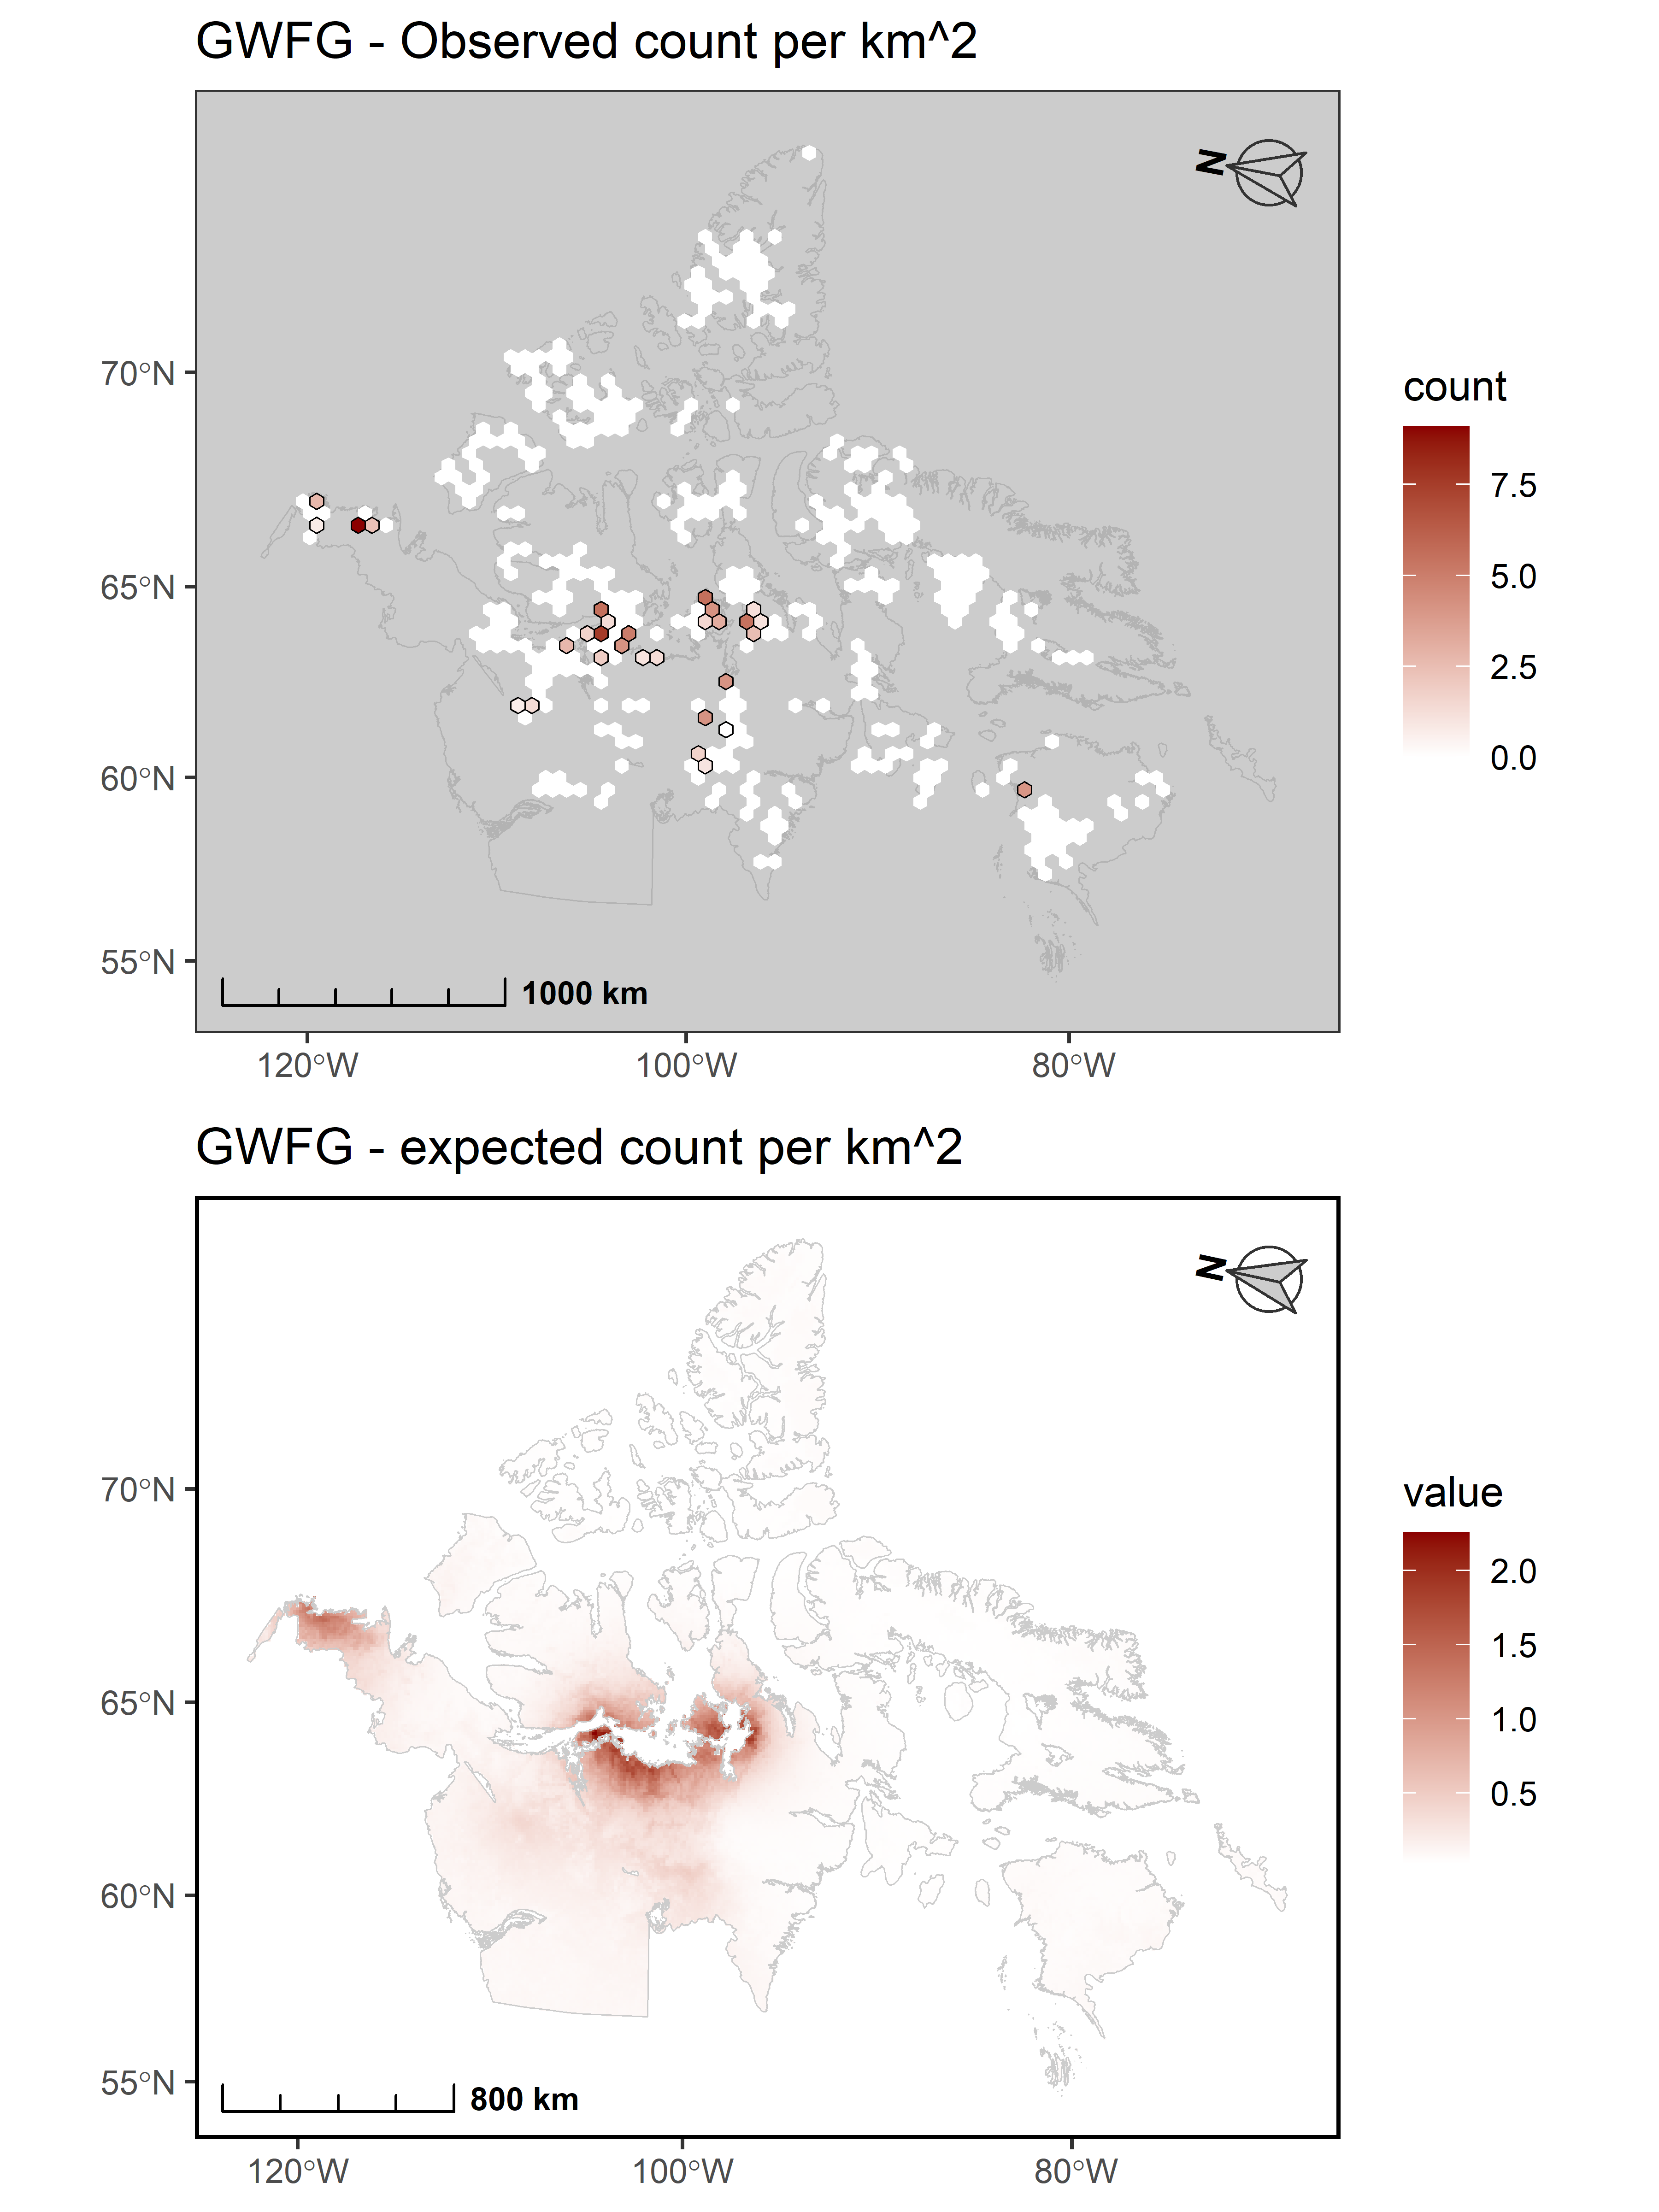 GWFG - Observed count per km^2
N
70°N
65°N
60°N
55°N
1000 km
120°W
100°W
80°W
count
7.5
5.0
2.5
0.0
GWFG - expected count per km^2
N
70°N
65°N
60°N
55°N
800 km
120°W
100°W
80°W
value
2.0
1.5
1.0
0.5